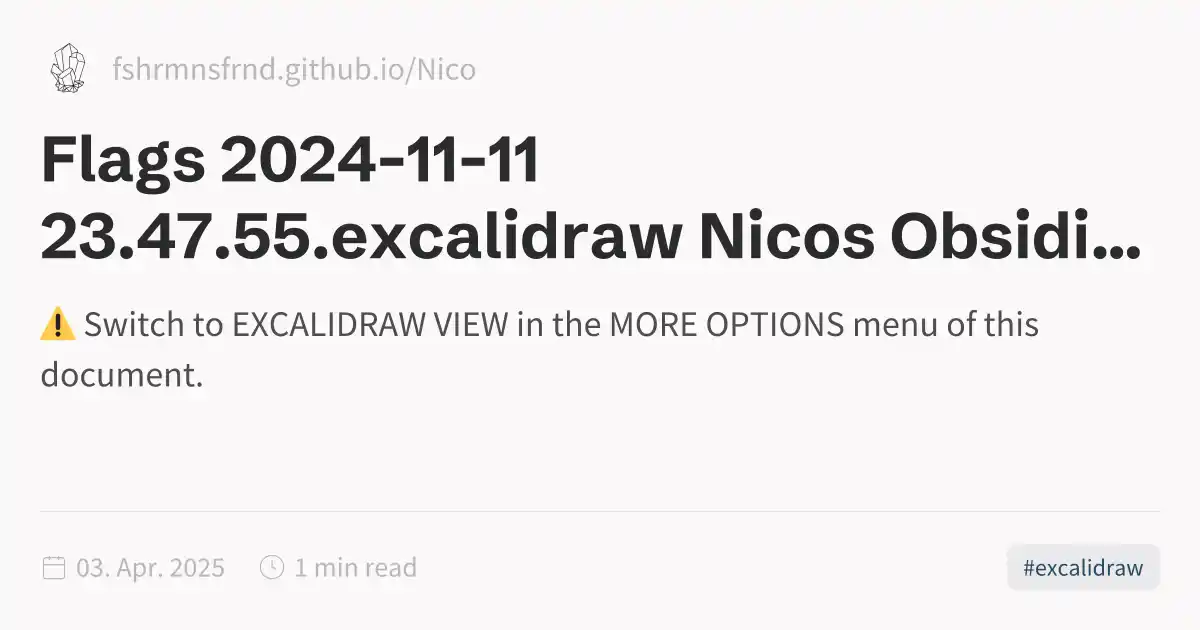 fshrmnsfrnd.github.io/Nico
Flags 2024-11-11
23.47.55.excalidraw Nicos Obsidi...
⚠ Switch to EXCALIDRAW VIEW in the MORE OPTIONS menu of this
document.
03. Apr. 2025 1 min read #excalidraw